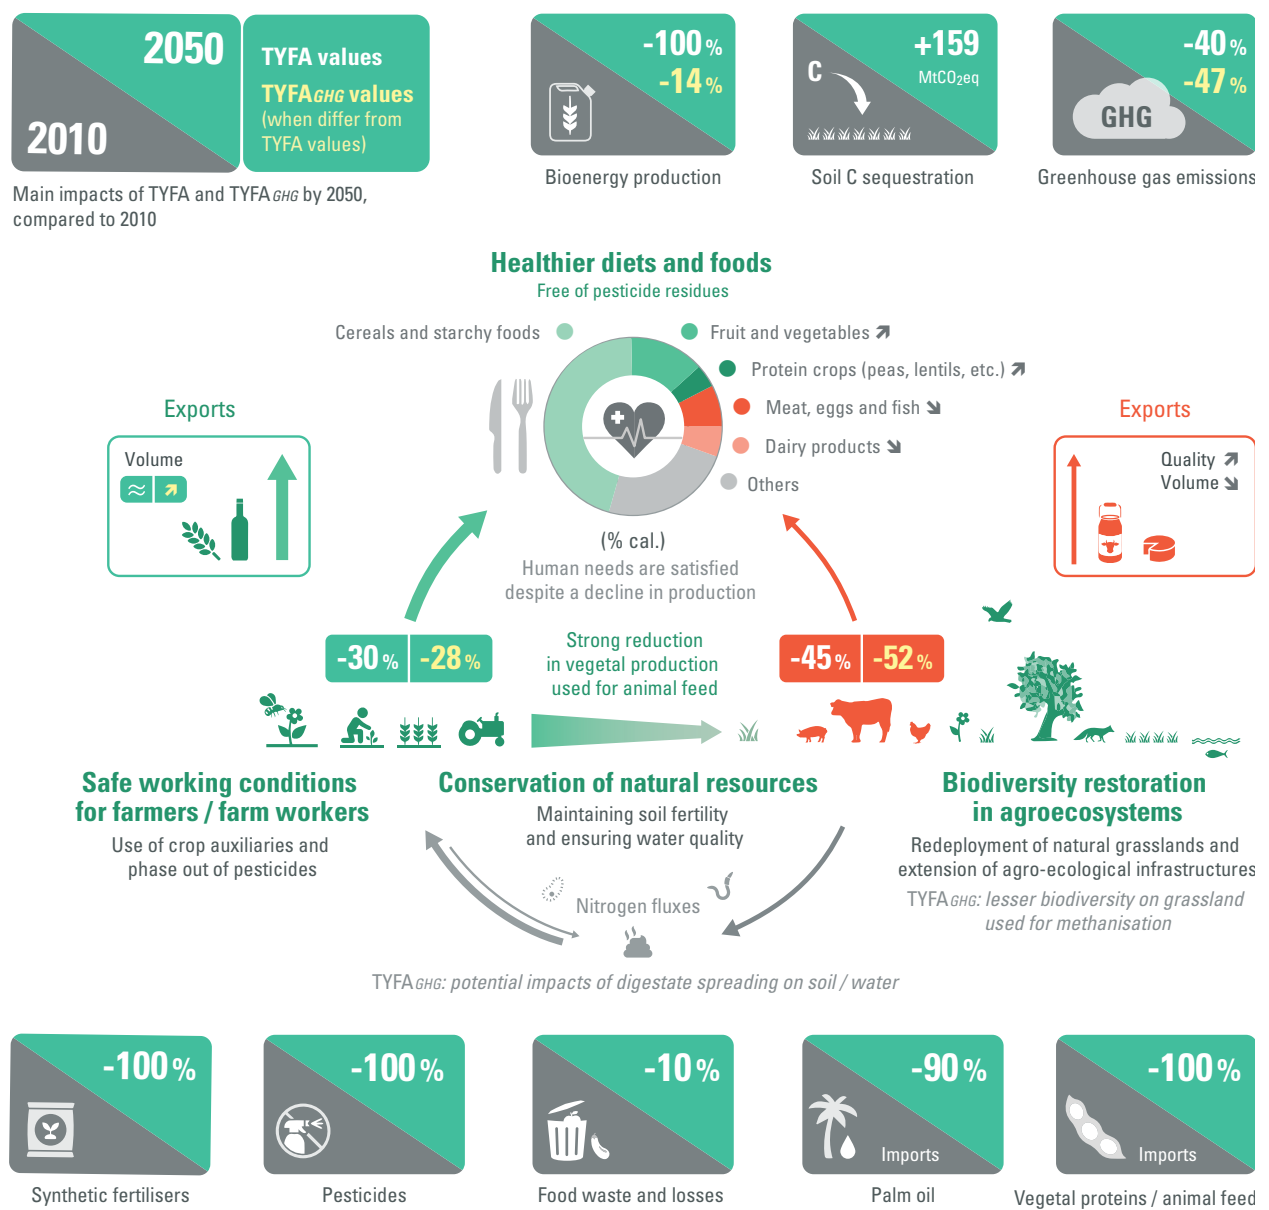 2050
2010
TYFA values
TYFAGHG values
(when differ from
TYFA values)
Main impacts of TYFA and TYFAGHG by 2050,
compared to 2010
-100 %
-14 %
Bioenergy production
C
+159
MtCO2eq
Soil C sequestration
-40 %
-47 %
GHG
Greenhouse gas emissions
Healthier diets and foods
Free of pesticide residues
Cereals and starchy foods
Fruit and vegetables
Protein crops (peas, lentils, etc.)
Meat, eggs and fish
Dairy products
Others
Exports
Volume
≈
Exports
Quality
Volume
(% cal.)
Human needs are satisfied
despite a decline in production
-30 % -28 %
Strong reduction
in vegetal production
used for animal feed
-45 % -52 %
Safe working conditions
for farmers / farm workers
Use of crop auxiliaries and
phase out of pesticides
Conservation of natural resources
Maintaining soil fertility
and ensuring water quality
Biodiversity restoration
in agroecosystems
Redeployment of natural grasslands and
extension of agro-ecological infrastructures
TYFAGHG: lesser biodiversity on grassland
used for methanisation
Nitrogen fluxes
TYFAGHG: potential impacts of digestate spreading on soil / water
-100 %
Synthetic fertilisers
-100 %
Pesticides
-10 %
Food waste and losses
-90 %
Imports
Palm oil
-100 %
Imports
Vegetal proteins / animal feed